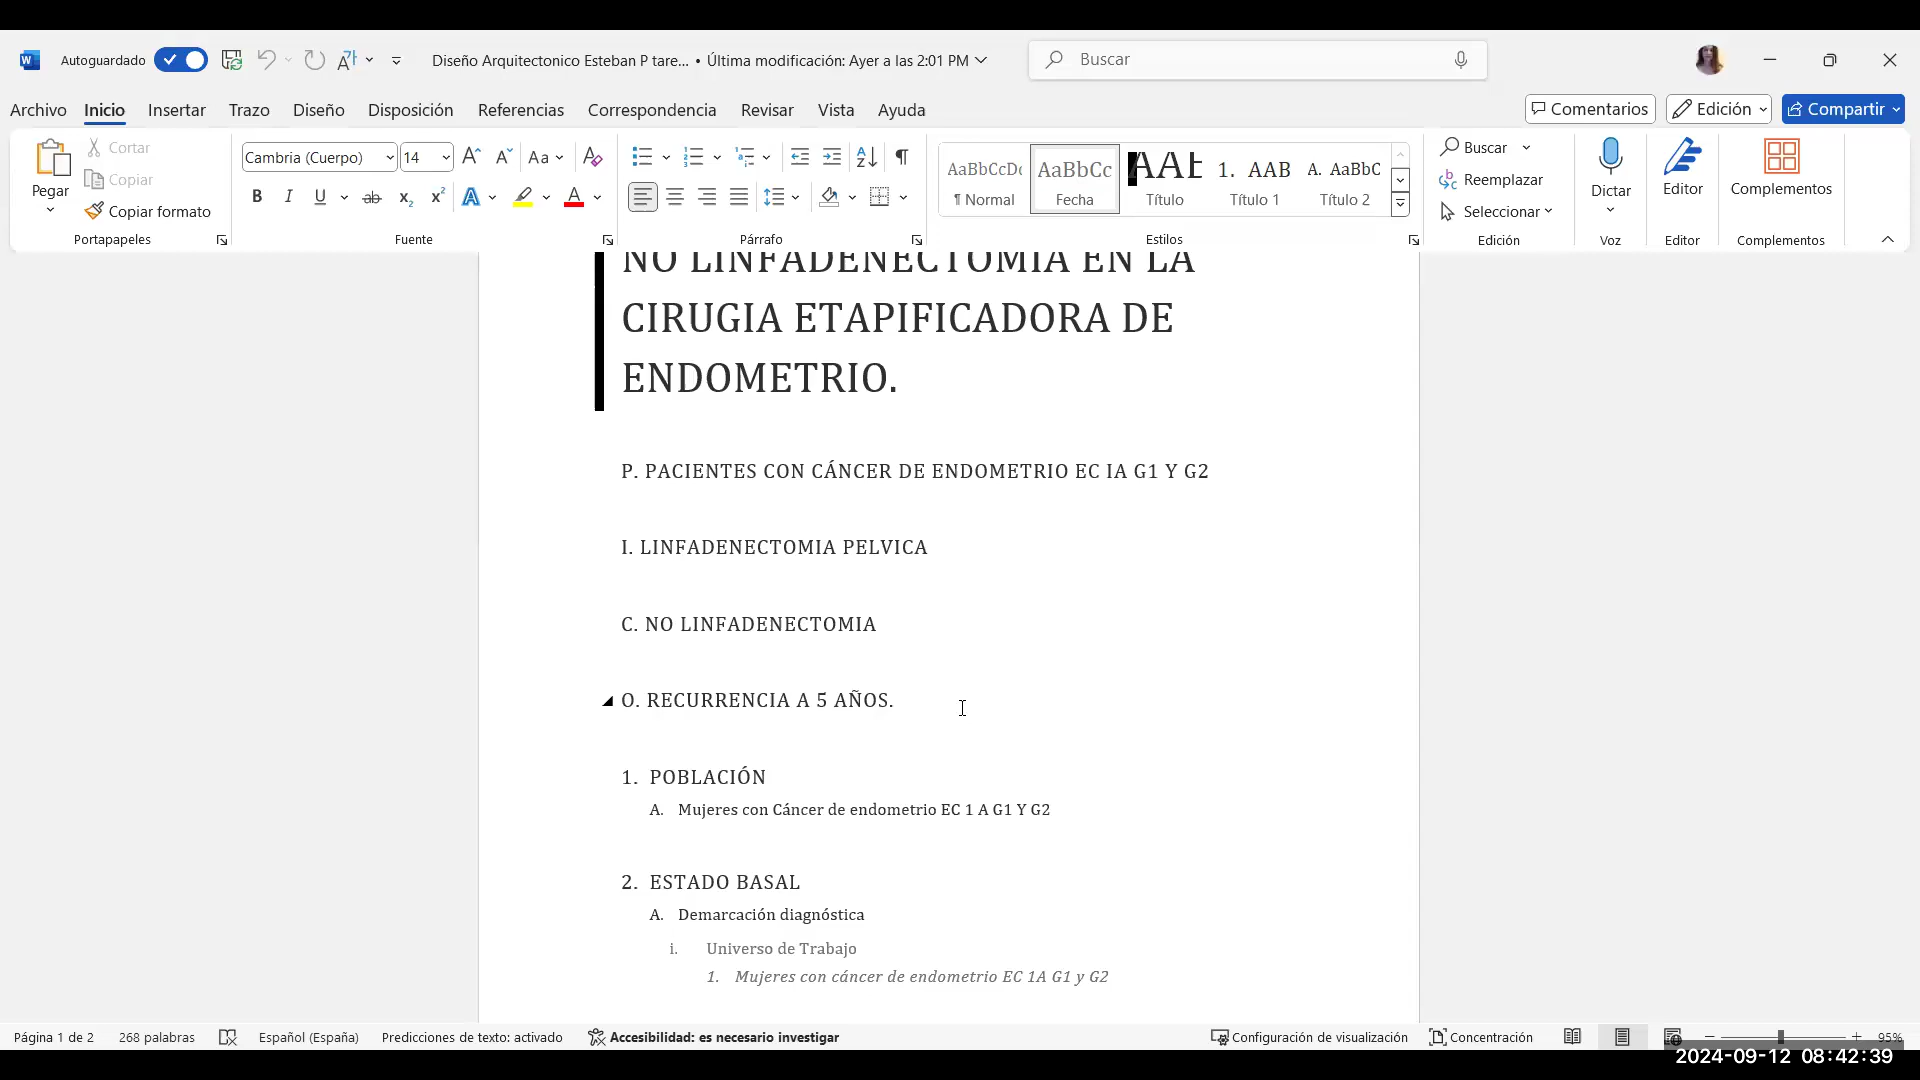 Autoguardado
Diseño Arquitectonico Esteban P tare... • Última modificación: Ayer a las 2:01 PM
Buscar
Archivo Inicio Insertar Trazo Diseño Disposición Referencias Correspondencia Revisar Vista Ayuda
Comentarios Edición Compartir
Pegar
Cortar
Copiar
Copiar formato
Portapapeles
Cambria (Cuerpo) 14
Fuente
Párrafo
AaBbCcDc AaBbCc AAE 1. AAB A. AaBbC
¶ Normal Fecha Título Título 1 Título 2
Estilos
Buscar
Reemplazar
Seleccionar
Edición
Dictar
Voz
Editor
Editor
Complementos
Complementos
NO LINFADENECTOMIA EN LA
CIRUGIA ETAPIFICADORA DE
ENDOMETRIO.
P. PACIENTES CON CÁNCER DE ENDOMETRIO EC IA G1 Y G2
I. LINFADENECTOMIA PELVICA
C. NO LINFADENECTOMIA
O. RECURRENCIA A 5 AÑOS.
1. POBLACIÓN
A. Mujeres con Cáncer de endometrio EC 1 A G1 Y G2
2. ESTADO BASAL
A. Demarcación diagnóstica
i. Universo de Trabajo
1. Mujeres con cáncer de endometrio EC 1A G1 y G2
Página 1 de 2 268 palabras Español (España) Predicciones de texto: activado Accesibilidad: es necesario investigar Configuración de visualización Concentración 95%
2024-09-12 08:42:39